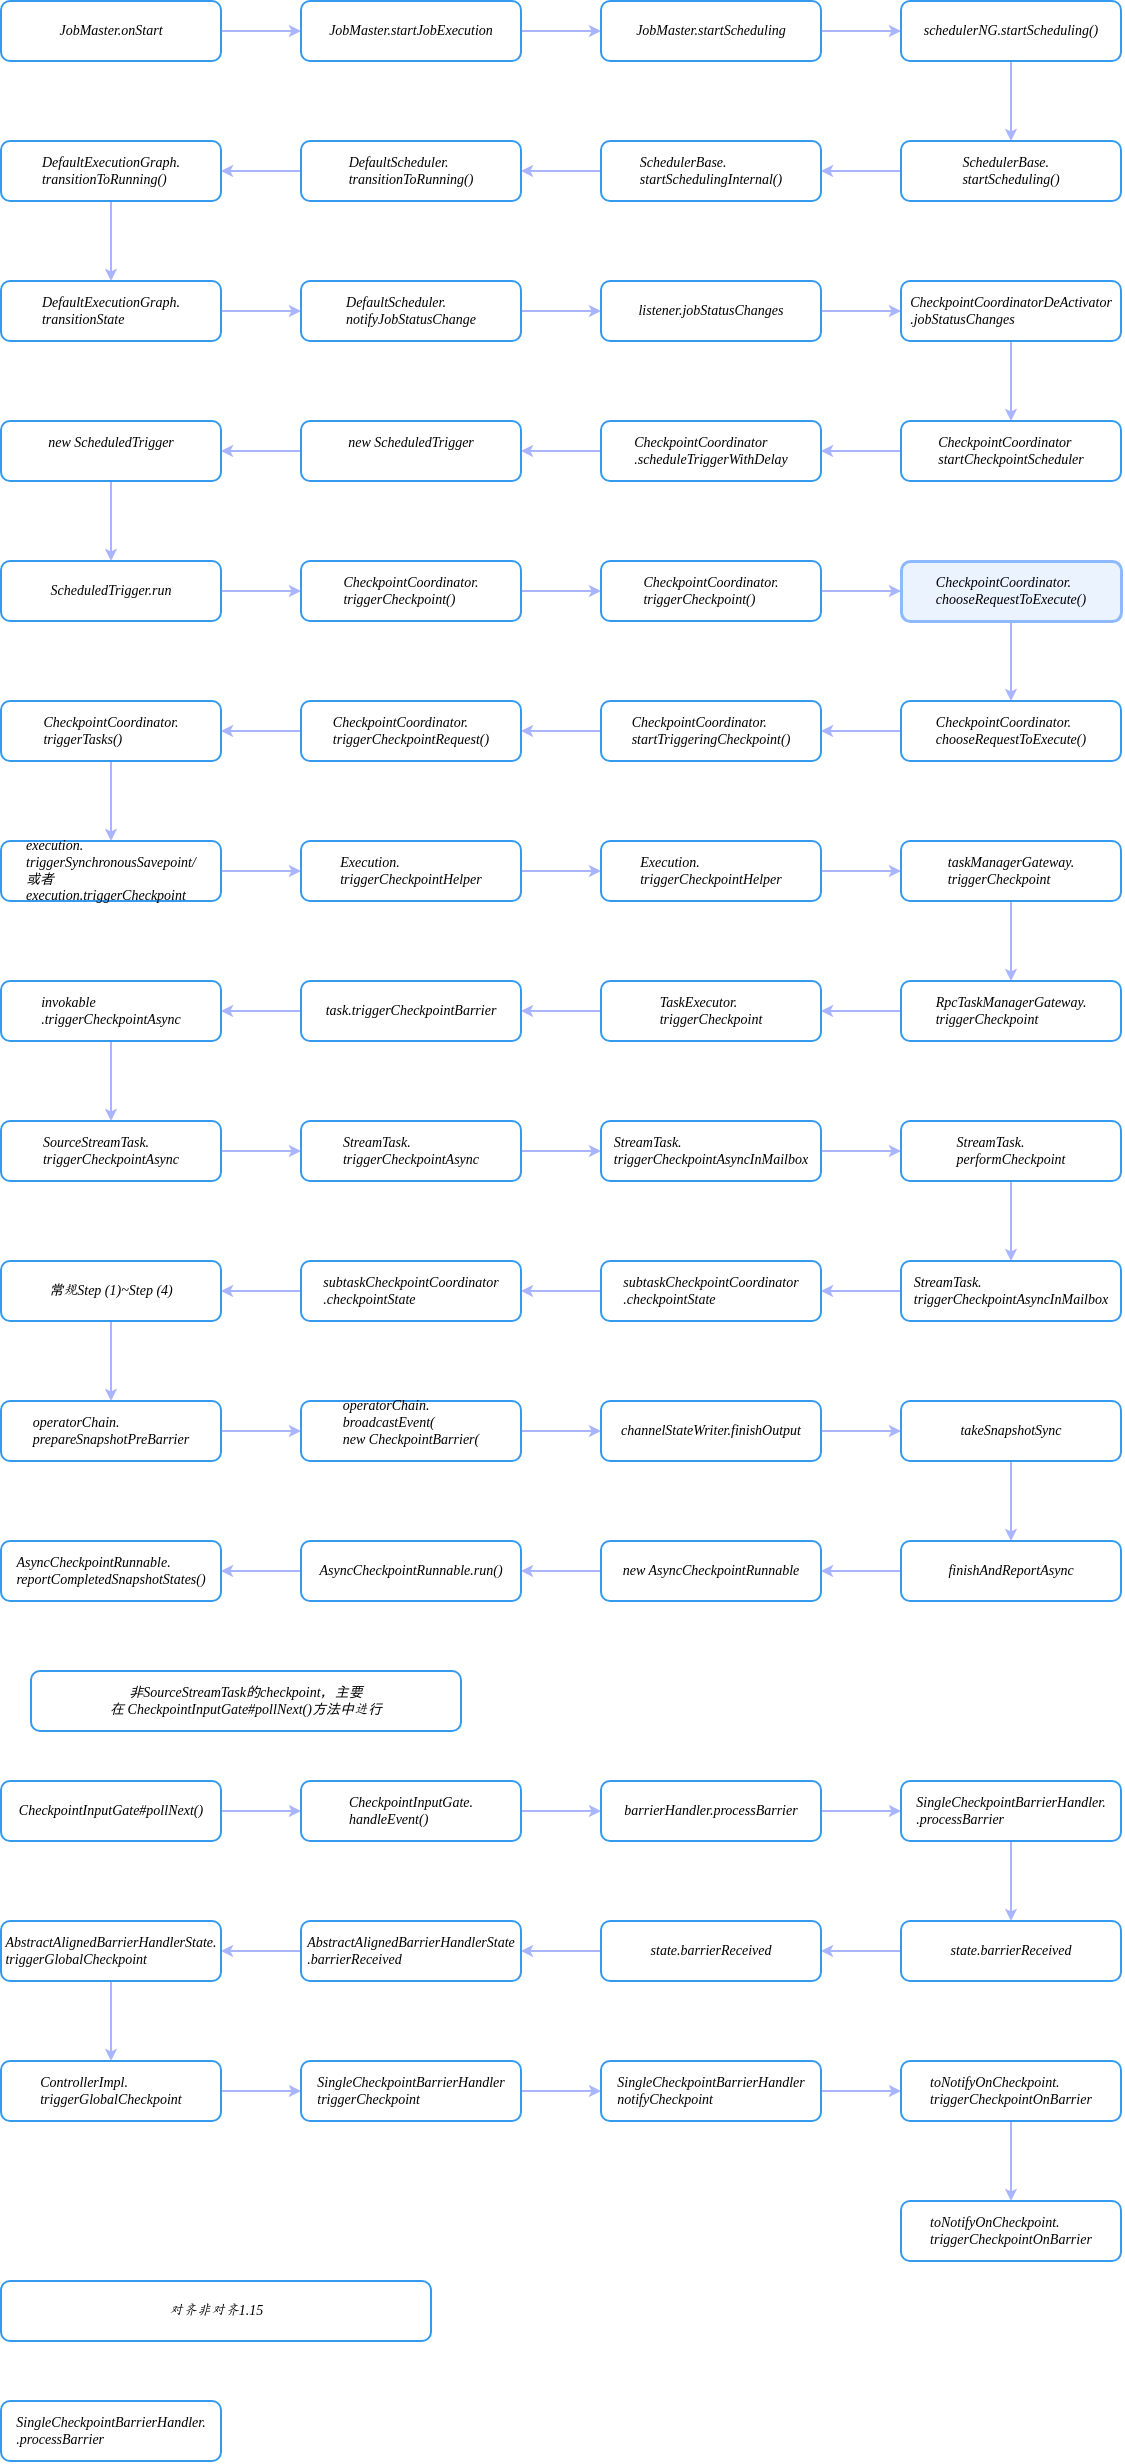 JobMaster.onStart
JobMaster.startJobExecution
JobMaster.startScheduling
schedulerNG.startScheduling()
DefaultExecutionGraph.
transitionToRunning()
DefaultScheduler.
transitionToRunning()
SchedulerBase.
startSchedulingInternal()
SchedulerBase.
startScheduling()
DefaultExecutionGraph.
transitionState
DefaultScheduler.
notifyJobStatusChange
listener.jobStatusChanges
CheckpointCoordinatorDeActivator
.jobStatusChanges
new ScheduledTrigger
new ScheduledTrigger
CheckpointCoordinator
.scheduleTriggerWithDelay
CheckpointCoordinator
startCheckpointScheduler
ScheduledTrigger.run
CheckpointCoordinator.
triggerCheckpoint()
CheckpointCoordinator.
triggerCheckpoint()
CheckpointCoordinator.
chooseRequestToExecute()
CheckpointCoordinator.
triggerTasks()
CheckpointCoordinator.
triggerCheckpointRequest()
CheckpointCoordinator.
startTriggeringCheckpoint()
CheckpointCoordinator.
chooseRequestToExecute()
execution.
triggerSynchronousSavepoint/
或者
execution.triggerCheckpoint
Execution.
triggerCheckpointHelper
Execution.
triggerCheckpointHelper
taskManagerGateway.
triggerCheckpoint
invokable
.triggerCheckpointAsync
task.triggerCheckpointBarrier
TaskExecutor.
triggerCheckpoint
RpcTaskManagerGateway.
triggerCheckpoint
SourceStreamTask.
triggerCheckpointAsync
StreamTask.
triggerCheckpointAsync
StreamTask.
triggerCheckpointAsyncInMailbox
StreamTask.
performCheckpoint
常规Step (1)~Step (4)
subtaskCheckpointCoordinator
.checkpointState
subtaskCheckpointCoordinator
.checkpointState
StreamTask.
triggerCheckpointAsyncInMailbox
operatorChain.
prepareSnapshotPreBarrier
operatorChain.
broadcastEvent(
new CheckpointBarrier(
channelStateWriter.finishOutput
takeSnapshotSync
AsyncCheckpointRunnable.
reportCompletedSnapshotStates()
AsyncCheckpointRunnable.run()
new AsyncCheckpointRunnable
finishAndReportAsync
非SourceStreamTask的checkpoint，主要
在 CheckpointInputGate#pollNext()方法中进行
CheckpointInputGate#pollNext()
CheckpointInputGate.
handleEvent()
barrierHandler.processBarrier
SingleCheckpointBarrierHandler.
.processBarrier
AbstractAlignedBarrierHandlerState.
triggerGlobalCheckpoint
AbstractAlignedBarrierHandlerState
.barrierReceived
state.barrierReceived
state.barrierReceived
ControllerImpl.
triggerGlobalCheckpoint
SingleCheckpointBarrierHandler
triggerCheckpoint
SingleCheckpointBarrierHandler
notifyCheckpoint
toNotifyOnCheckpoint.
triggerCheckpointOnBarrier
toNotifyOnCheckpoint.
triggerCheckpointOnBarrier
对齐非对齐1.15
SingleCheckpointBarrierHandler.
.processBarrier